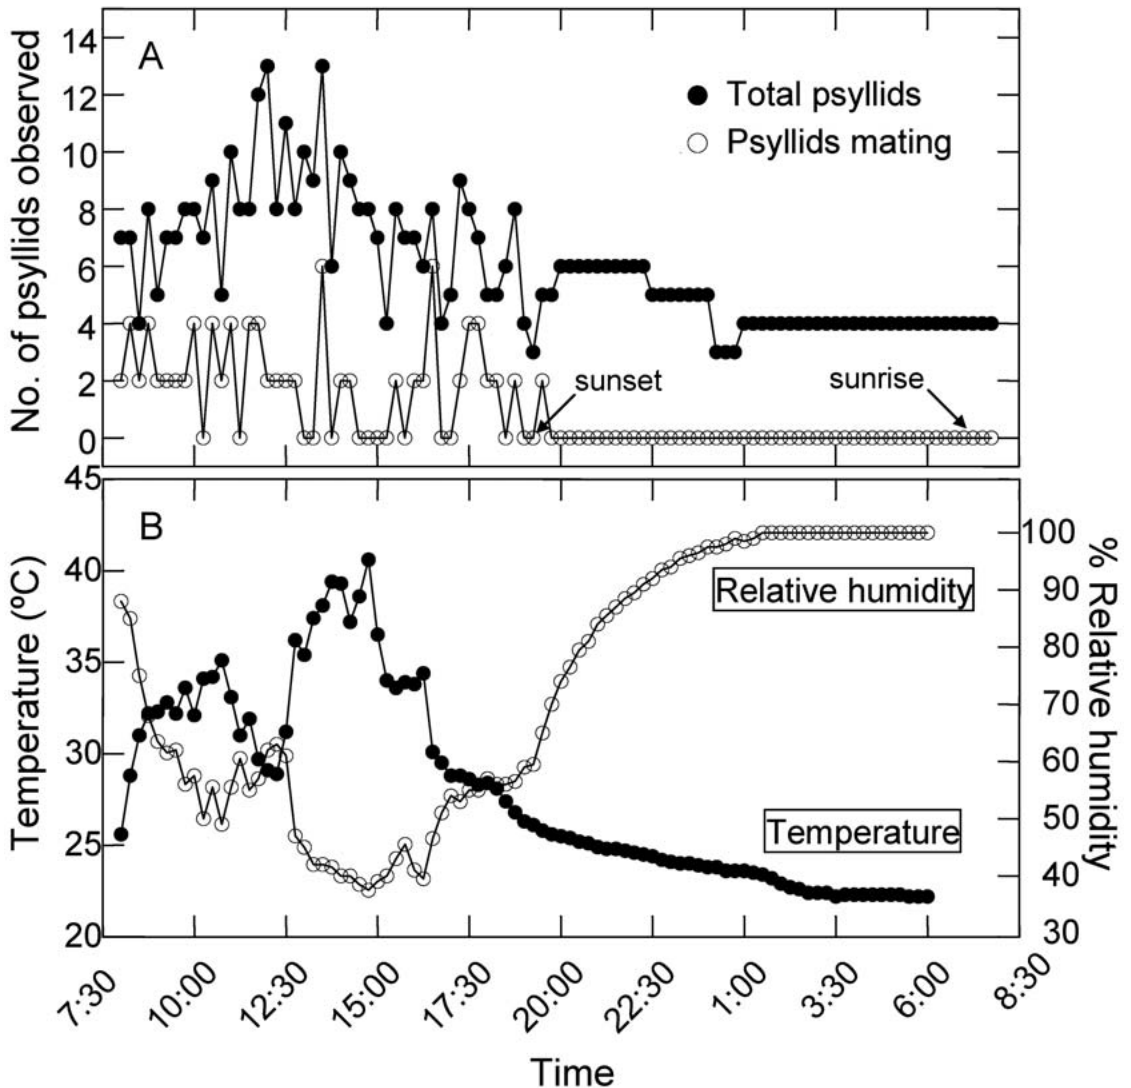 A
14
12
10
8
6
4
2
0
No. of psyllids observed
Total psyllids
Psyllids mating
sunset
sunrise
B
45
40
35
30
25
20
Temperature (ºC)
100
90
80
70
60
50
40
30
% Relative humidity
Relative humidity
Temperature
7:30
10:00
12:30
15:00
17:30
20:00
22:30
1:00
3:30
6:00
8:30
Time